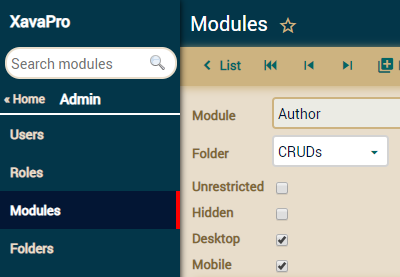 XavaPro
Search modules
« Home Admin
Users
Roles
Modules
Folders
Modules
List
Module Author
Folder CRUDs
Unrestricted
Hidden
Desktop
Mobile